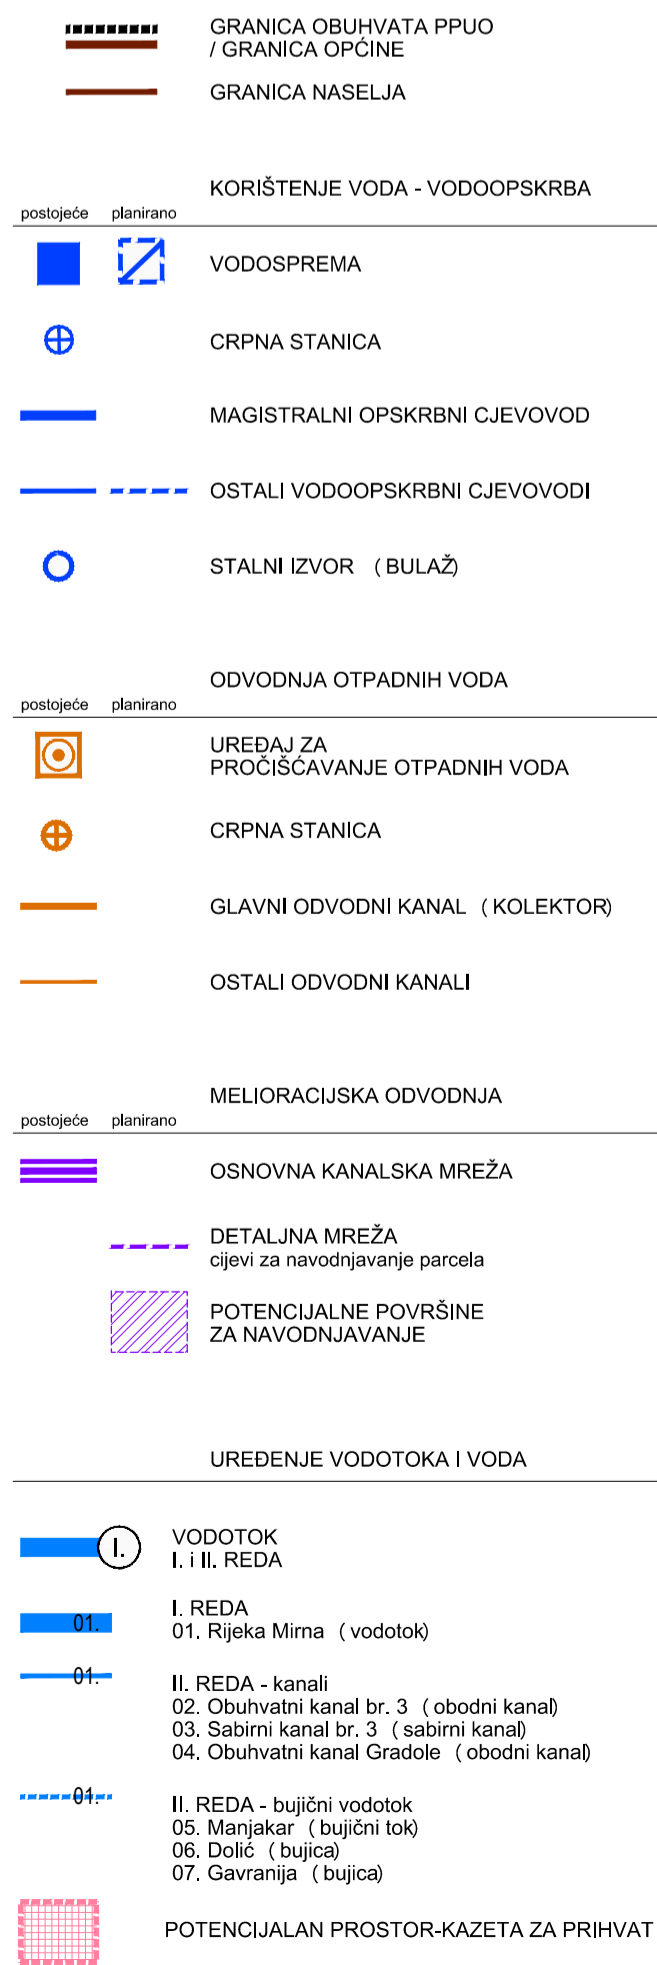 GRANICA OBUHVATA PPUO
/ GRANICA OPĆINE
GRANICA NASELJA
KORIŠTENJE VODA - VODOOPSKRBA
postojeće planirano
VODOSPREMA
CRPNA STANICA
MAGISTRALNI OPSKRBNI CJEVOVOD
OSTALI VODOOPSKRBNI CJEVOVODI
STALNI IZVOR ( BULAŽ)
ODVODNJA OTPADNIH VODA
postojeće planirano
UREĐAJ ZA
PROČIŠĆAVANJE OTPADNIH VODA
CRPNA STANICA
GLAVNI ODVODNI KANAL ( KOLEKTOR)
OSTALI ODVODNI KANALI
MELIORACIJSKA ODVODNJA
postojeće planirano
OSNOVNA KANALSKA MREŽA
DETALJNA MREŽA
cijevi za navodnjavanje parcela
POTENCIJALNE POVRŠINE
ZA NAVODNJAVANJE
UREĐENJE VODOTOKA I VODA
I.
VODOTOK
I. i II. REDA
01.
I. REDA
01. Rijeka Mirna ( vodotok)
01.
II. REDA - kanali
02. Obuhvatni kanal br. 3 ( obodni kanal)
03. Sabirni kanal br. 3 ( sabirni kanal)
04. Obuhvatni kanal Gradole ( obodni kanal)
01.
II. REDA - bujični vodotok
05. Manjakar ( bujični tok)
06. Dolić ( bujica)
07. Gavranija ( bujica)
POTENCIJALAN PROSTOR-KAZETA ZA PRIHVAT